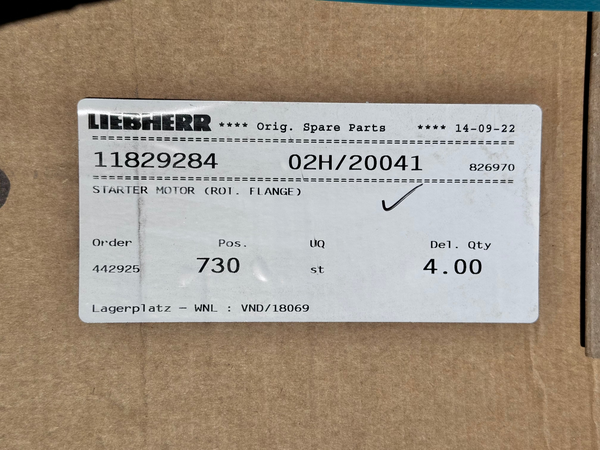 LIEBHERR **** Orig. Spare Parts **** 14-09-22
11829284 02H/20041 826970
STARTER MOTOR (ROT. FLANGE)
Order Pos. UQ Del. Qty
442925 730 st 4.00
Lagerplatz - WNL : VND/18069